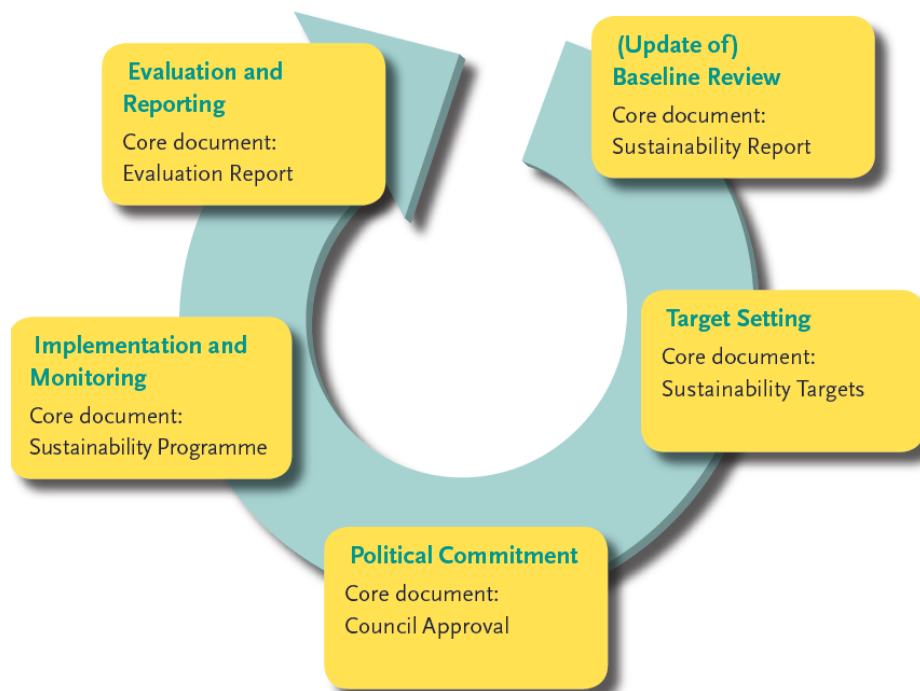 (Update of)
Baseline Review
Core document:
Sustainability Report
Target Setting
Core document:
Sustainability Targets
Political Commitment
Core document:
Council Approval
Implementation and
Monitoring
Core document:
Sustainability Programme
Evaluation and
Reporting
Core document:
Evaluation Report